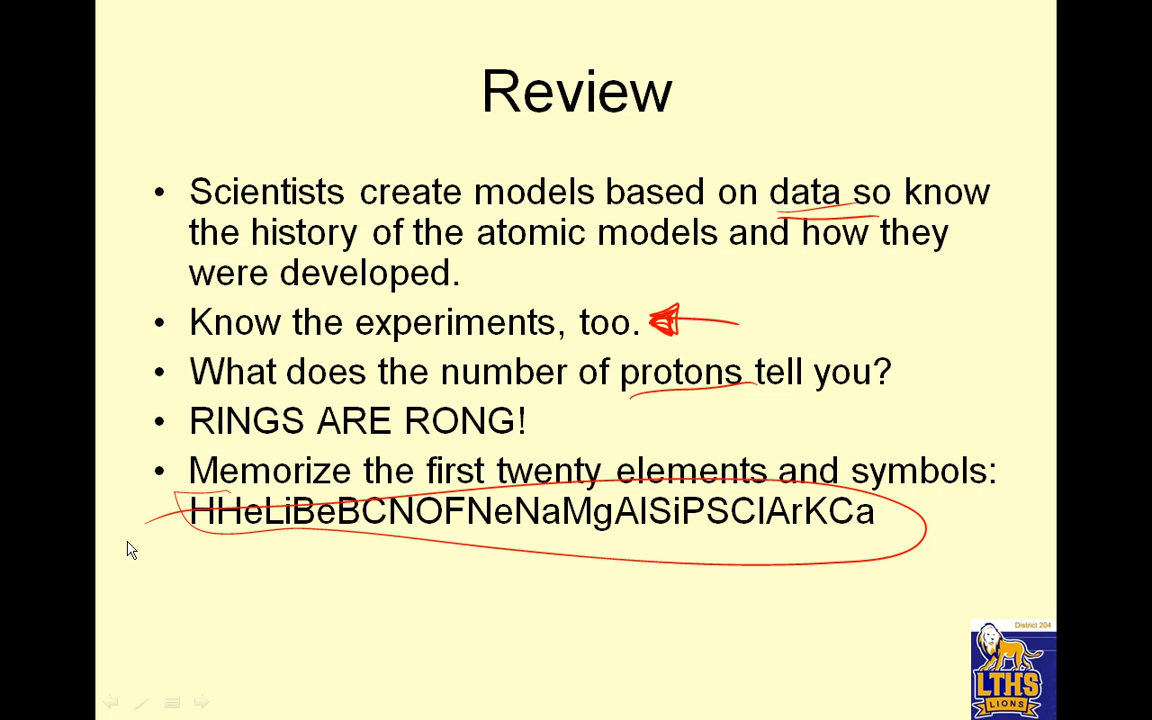 Review
• Scientists create models based on data so know
the history of the atomic models and how they
were developed.
• Know the experiments, too.
• What does the number of protons tell you?
• RINGS ARE RONG!
• Memorize the first twenty elements and symbols:
HHeLiBeBCNOFNeNaMgAlSiPSClArKCa
District 204
LTHS
LIONS